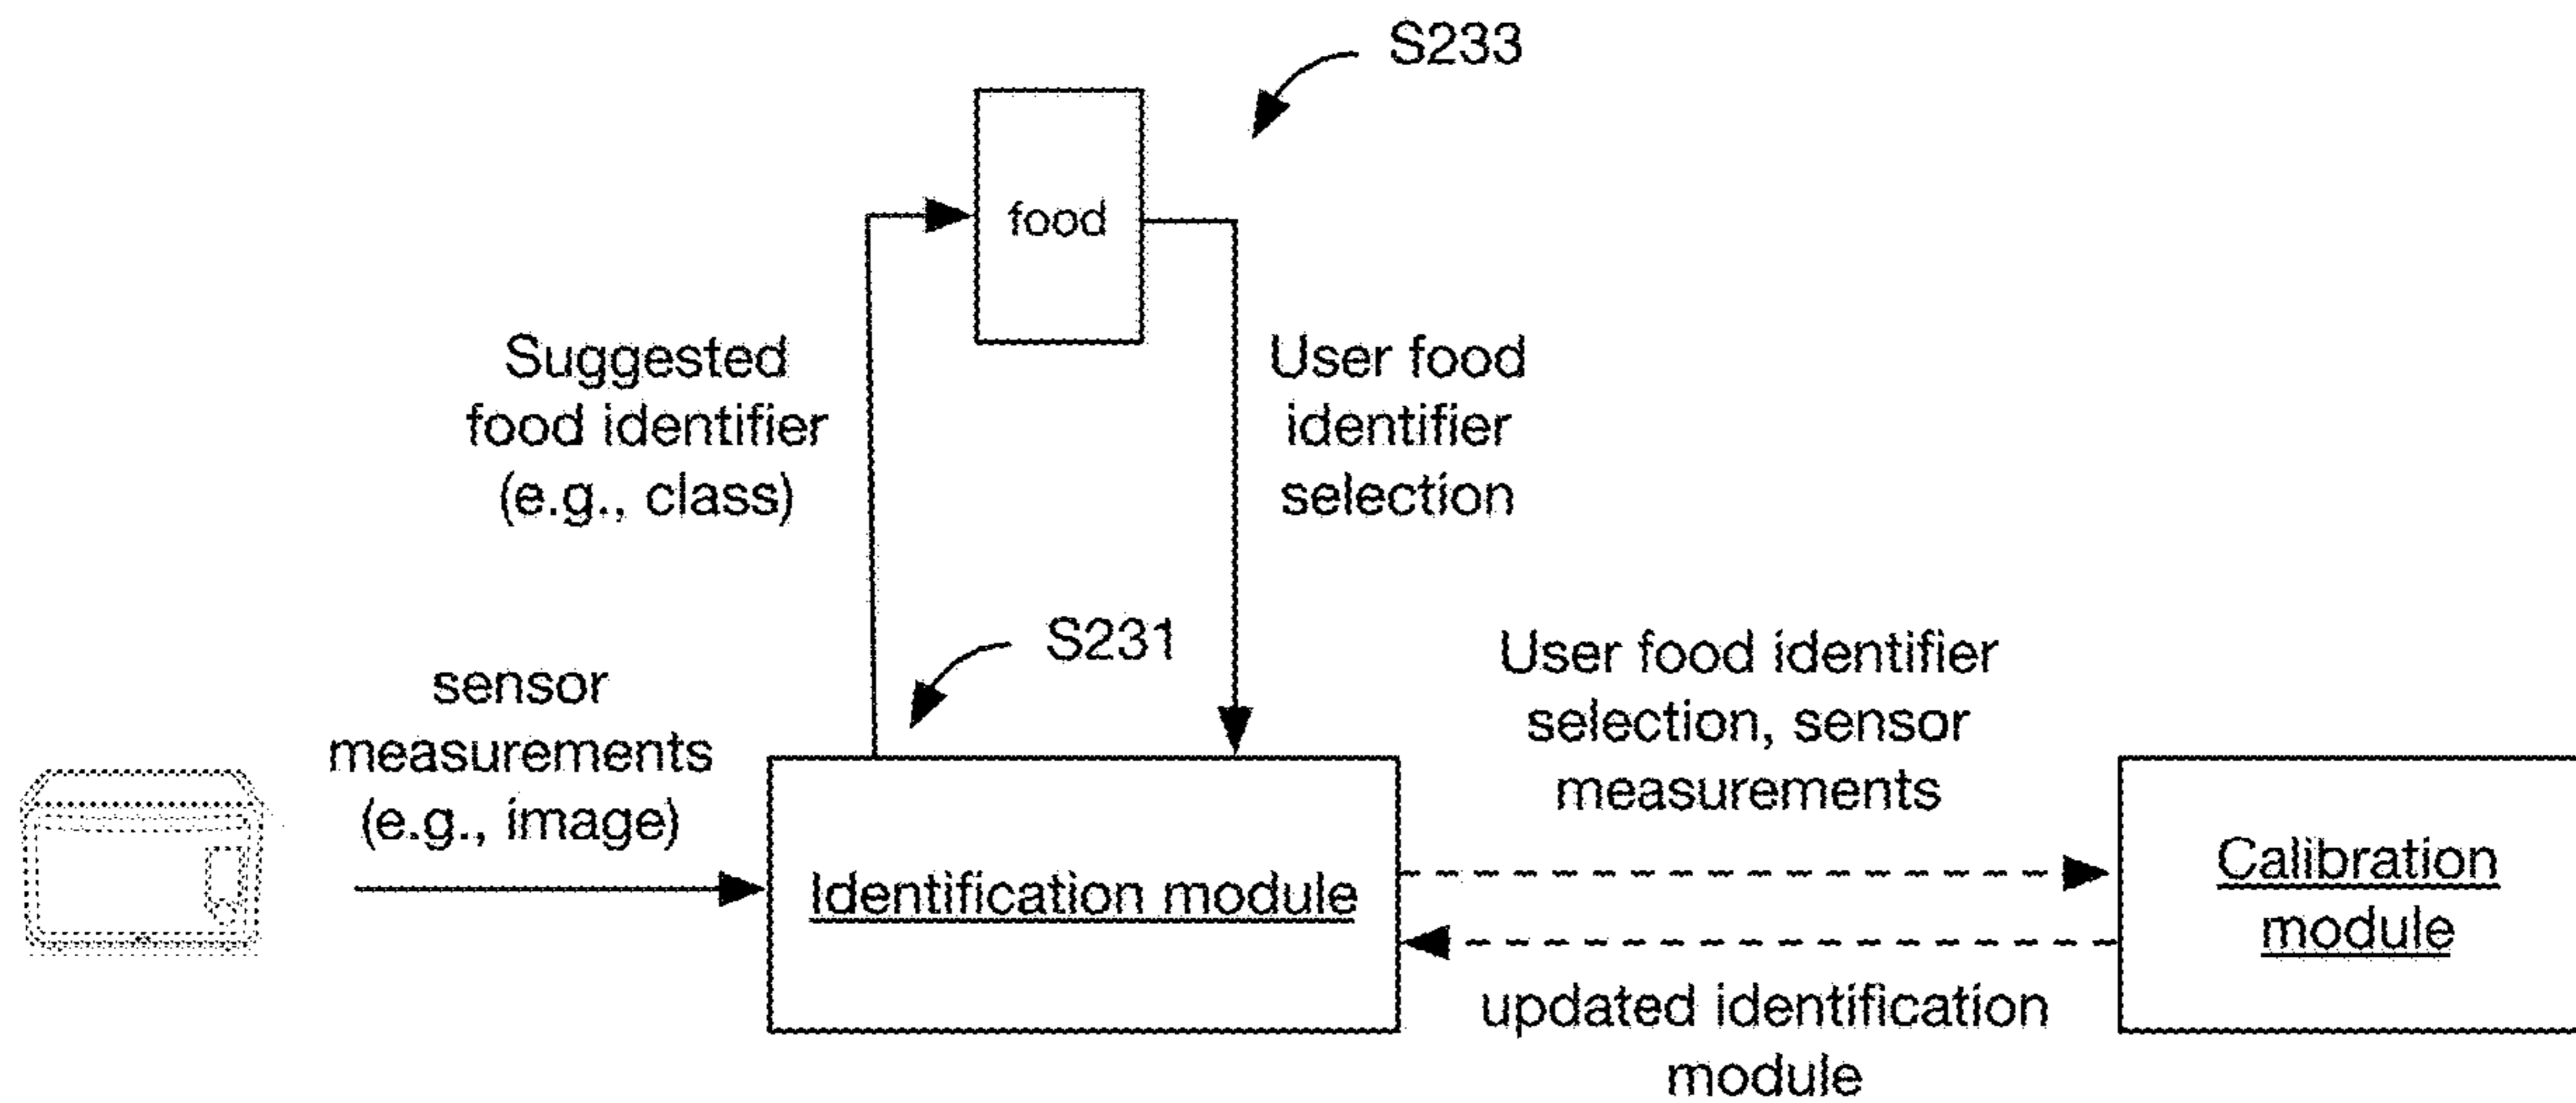 S233
food
Suggested
food identifier
(e.g., class)
User food
identifier
selection
S231
sensor
measurements
(e.g., image)
User food identifier
selection, sensor
measurements
Identification module
Calibration
module
updated identification
module